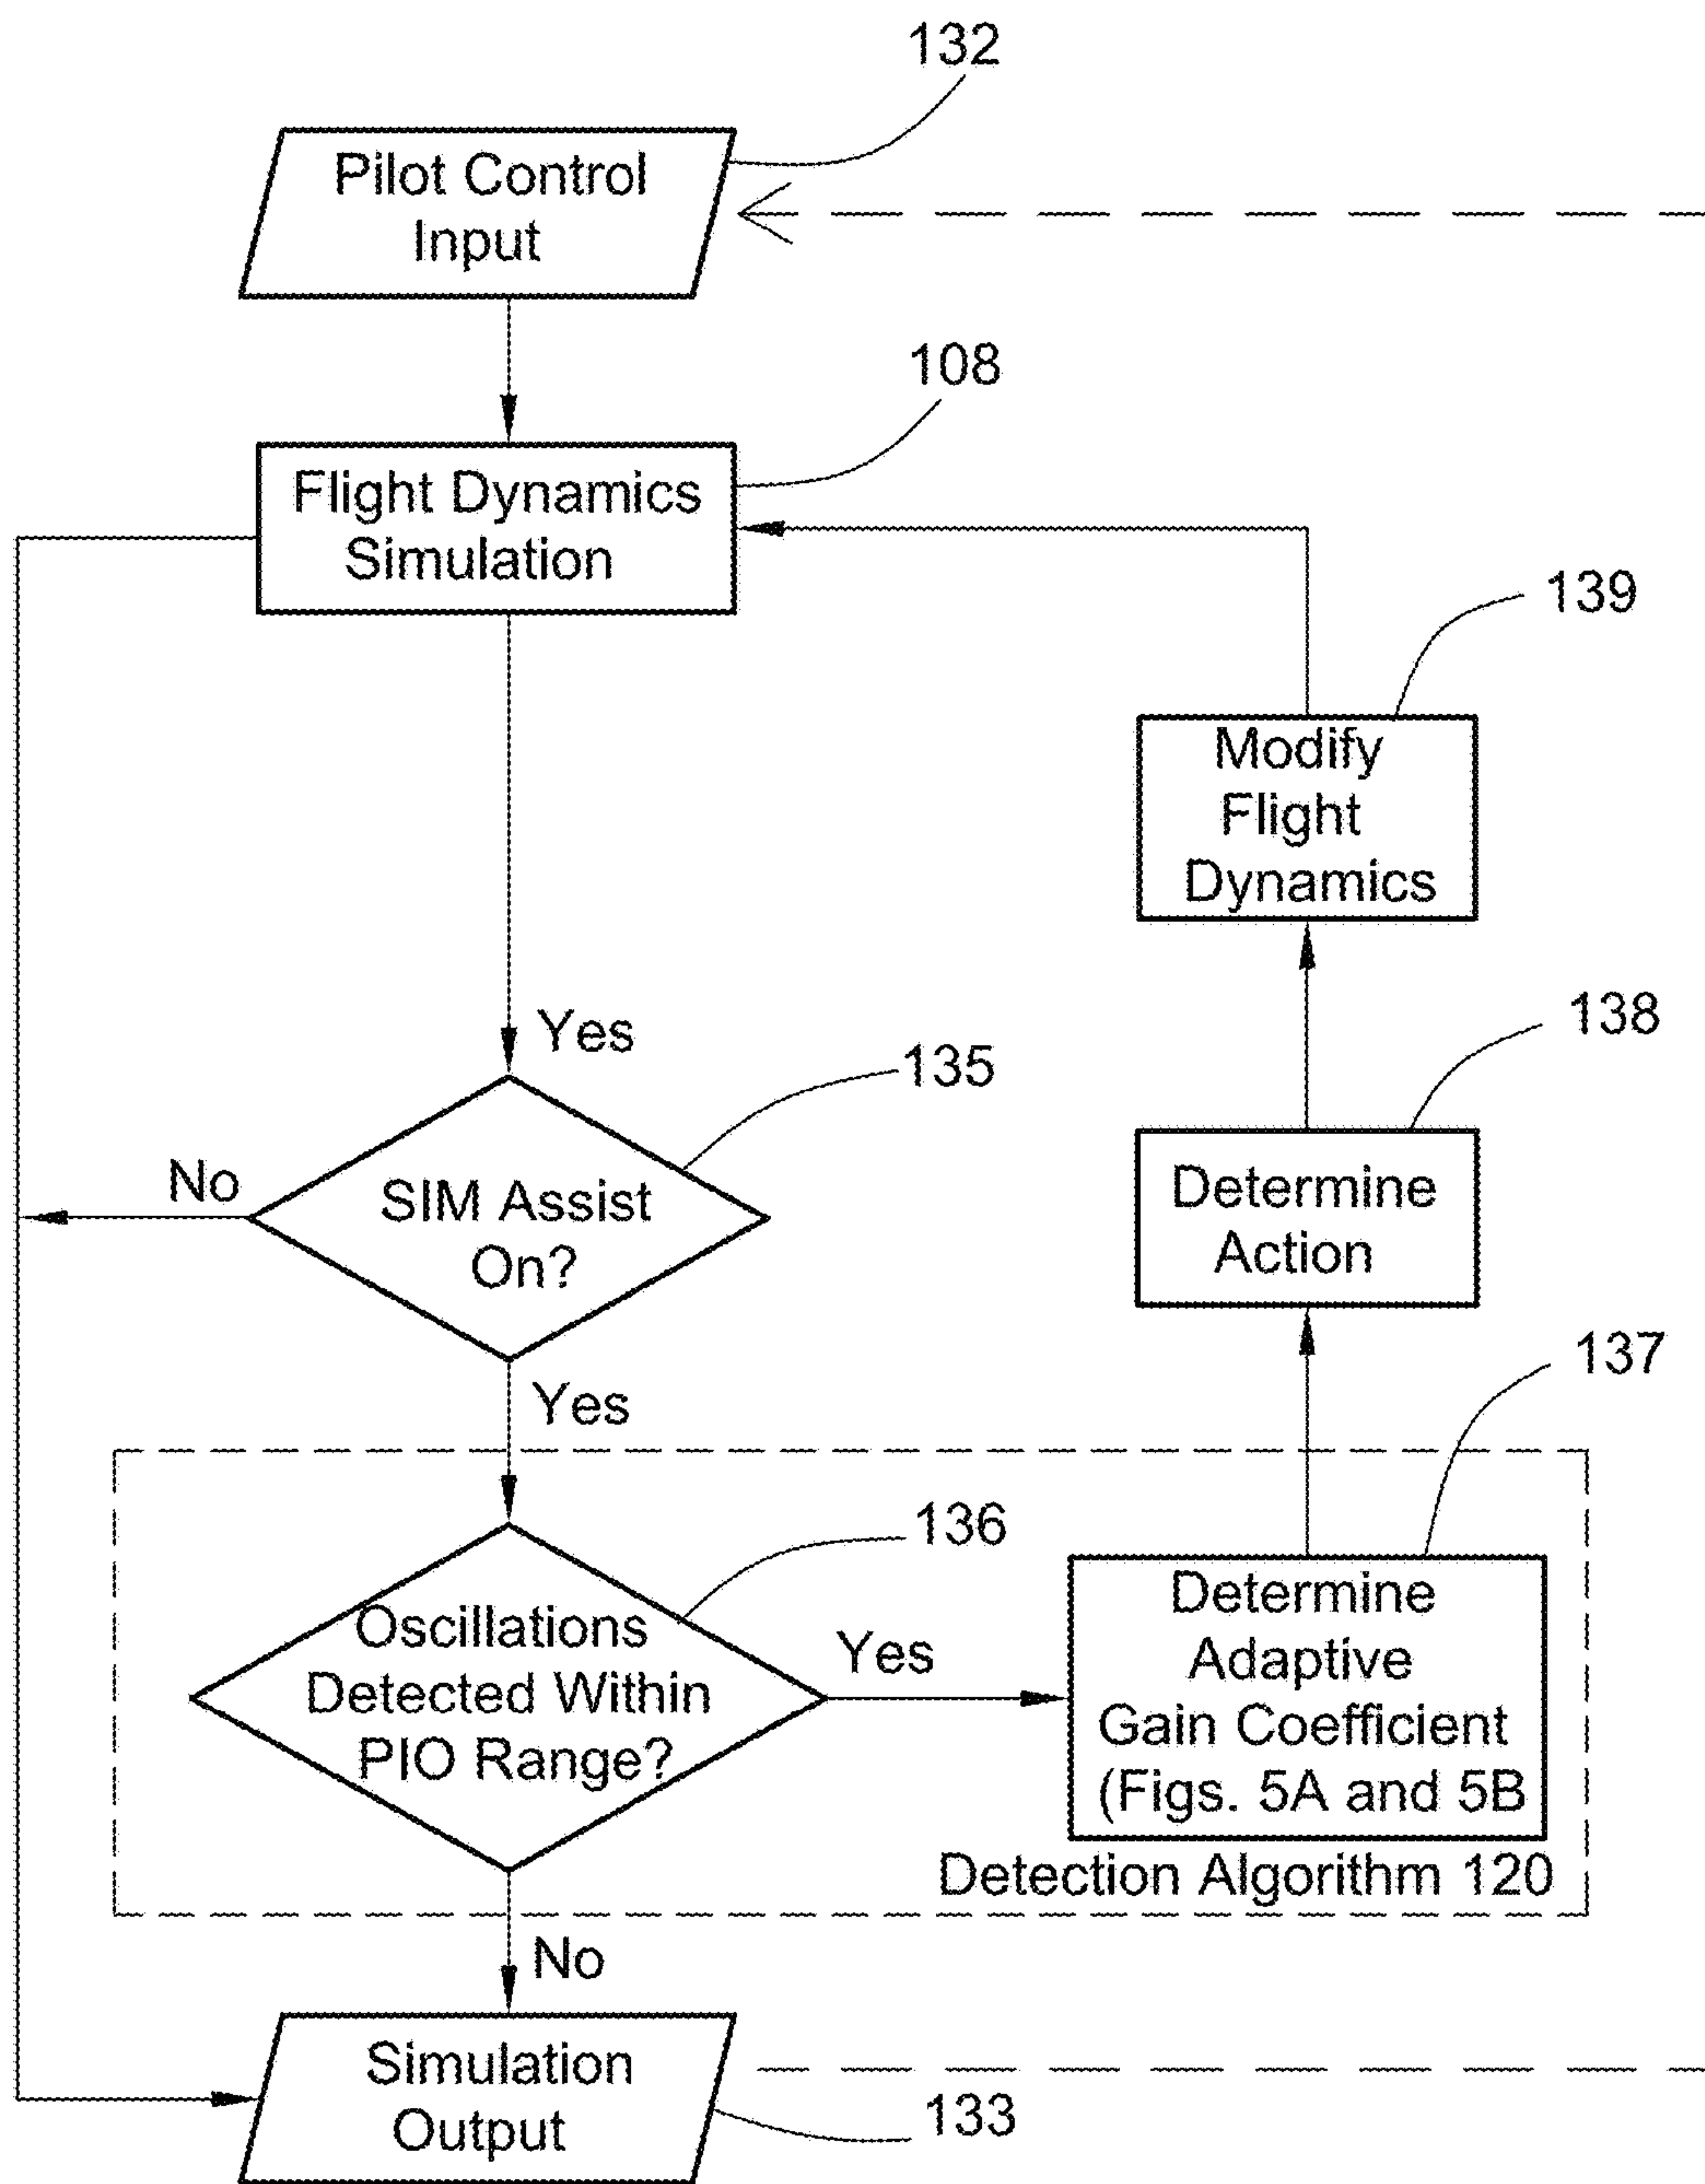 132
Pilot Control
Input
108
Flight Dynamics
Simulation
139
Modify
Flight
Dynamics
138
Yes
135
Determine
Action
No
SIM Assist
On?
137
Yes
136
Determine
Adaptive
Gain Coefficient
(Figs. 5A and 5B
Oscillations
Detected Within
PIO Range?
Yes
Detection Algorithm 120
No
Simulation
Output
133